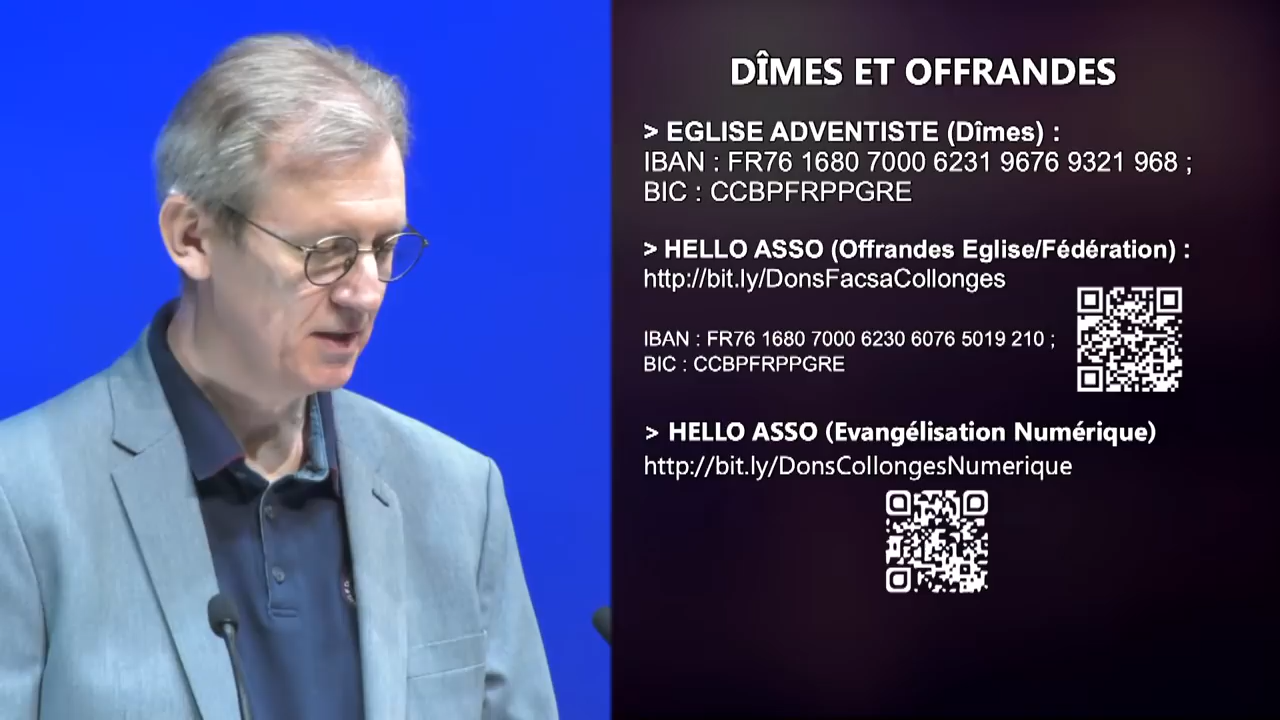 DÎMES ET OFFRANDES
> EGLISE ADVENTISTE (Dîmes) :
IBAN : FR76 1680 7000 6231 9676 9321 968 ;
BIC : CCBPFRPPGRE
> HELLO ASSO (Offrandes Eglise/Fédération) :
http://bit.ly/DonsFacsaCollonges
IBAN : FR76 1680 7000 6230 6076 5019 210 ;
BIC : CCBPFRPPGRE
> HELLO ASSO (Evangélisation Numérique)
http://bit.ly/DonsCollongesNumerique